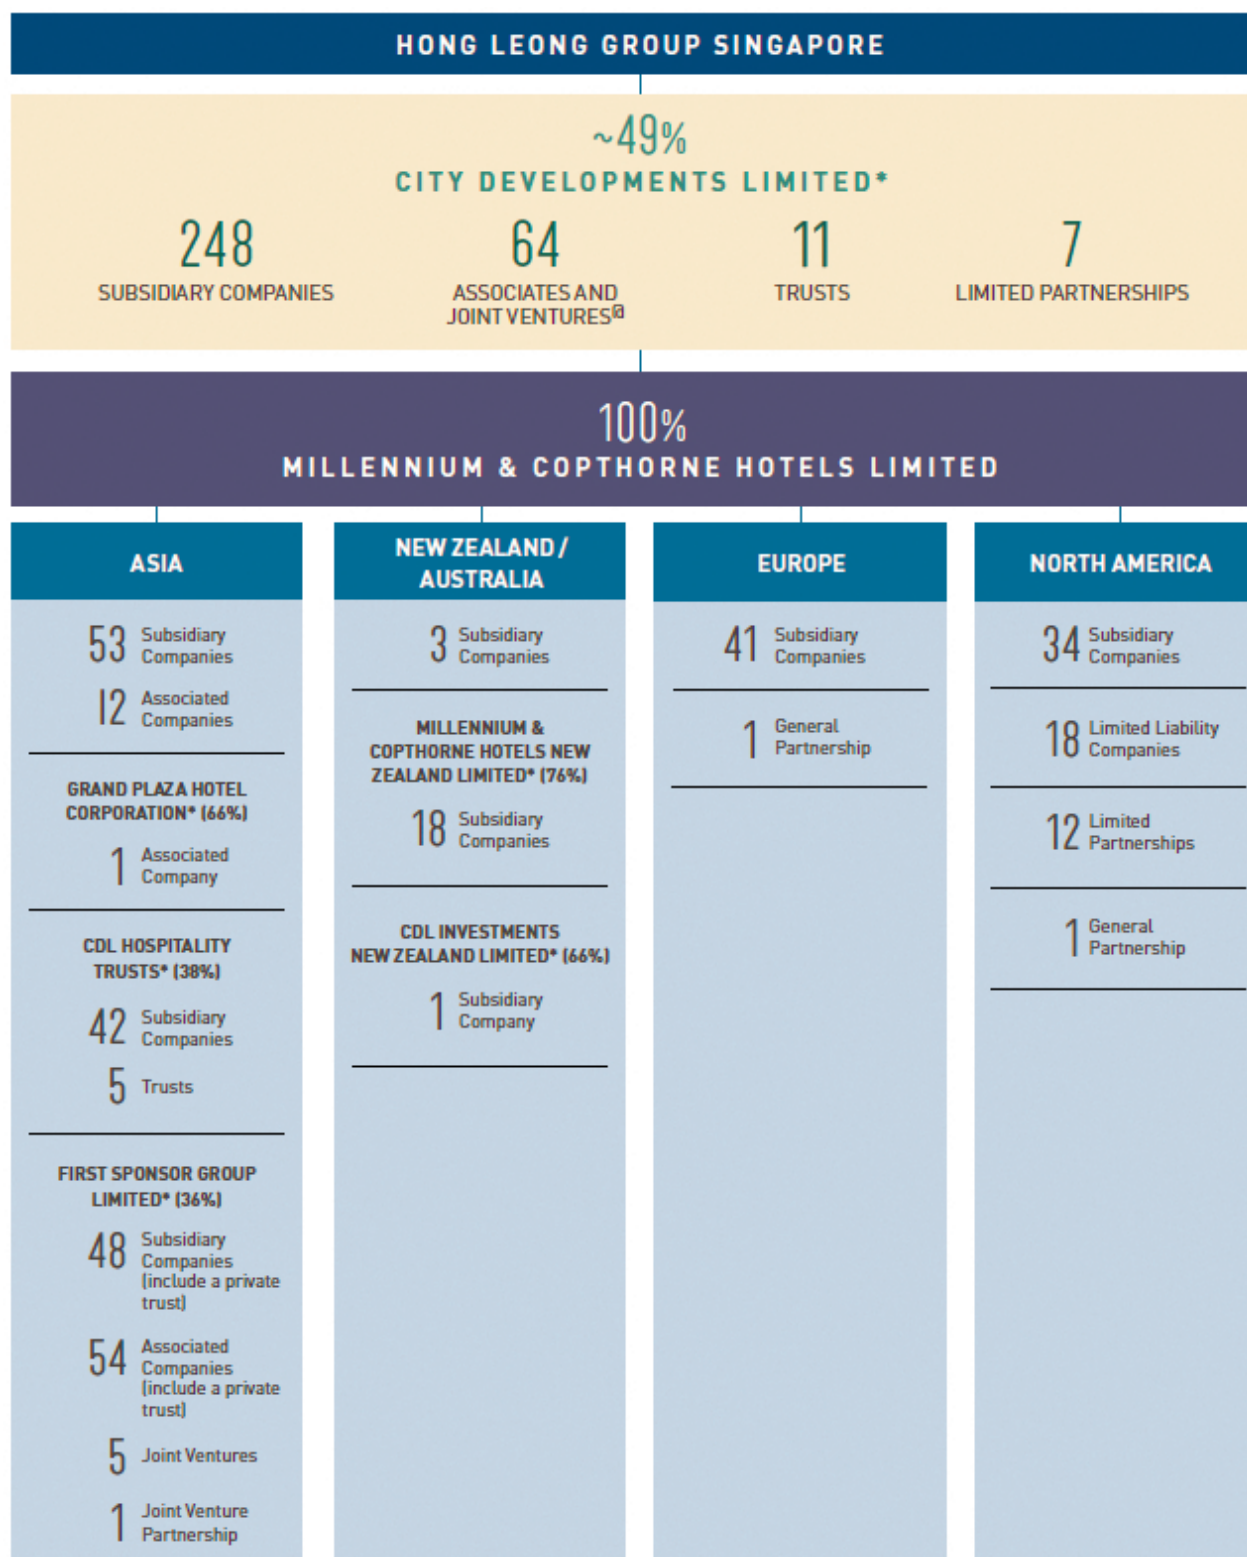 HONG LEONG GROUP SINGAPORE
~49%
CITY DEVELOPMENTS LIMITED*
248
SUBSIDIARY COMPANIES
64
ASSOCIATES AND
JOINT VENTURES
11
TRUSTS
7
LIMITED PARTNERSHIPS
100%
MILLENNIUM & COPTHORNE HOTELS LIMITED
ASIA
53 Subsidiary
Companies
12 Associated
Companies
GRAND PLAZA HOTEL
CORPORATION* (66%)
1 Associated
Company
CDL HOSPITALITY
TRUSTS* (38%)
42 Subsidiary
Companies
5 Trusts
FIRST SPONSOR GROUP
LIMITED* (36%)
48 Subsidiary
Companies
(include a private
trust)
54 Associated
Companies
(include a private
trust)
5 Joint Ventures
1 Joint Venture
Partnership
NEW ZEALAND /
AUSTRALIA
3 Subsidiary
Companies
MILLENNIUM &
COPTHORNE HOTELS NEW
ZEALAND LIMITED* (76%)
18 Subsidiary
Companies
CDL INVESTMENTS
NEW ZEALAND LIMITED* (66%)
1 Subsidiary
Company
EUROPE
41 Subsidiary
Companies
1 General
Partnership
NORTH AMERICA
34 Subsidiary
Companies
18 Limited Liability
Companies
12 Limited
Partnerships
1 General
Partnership